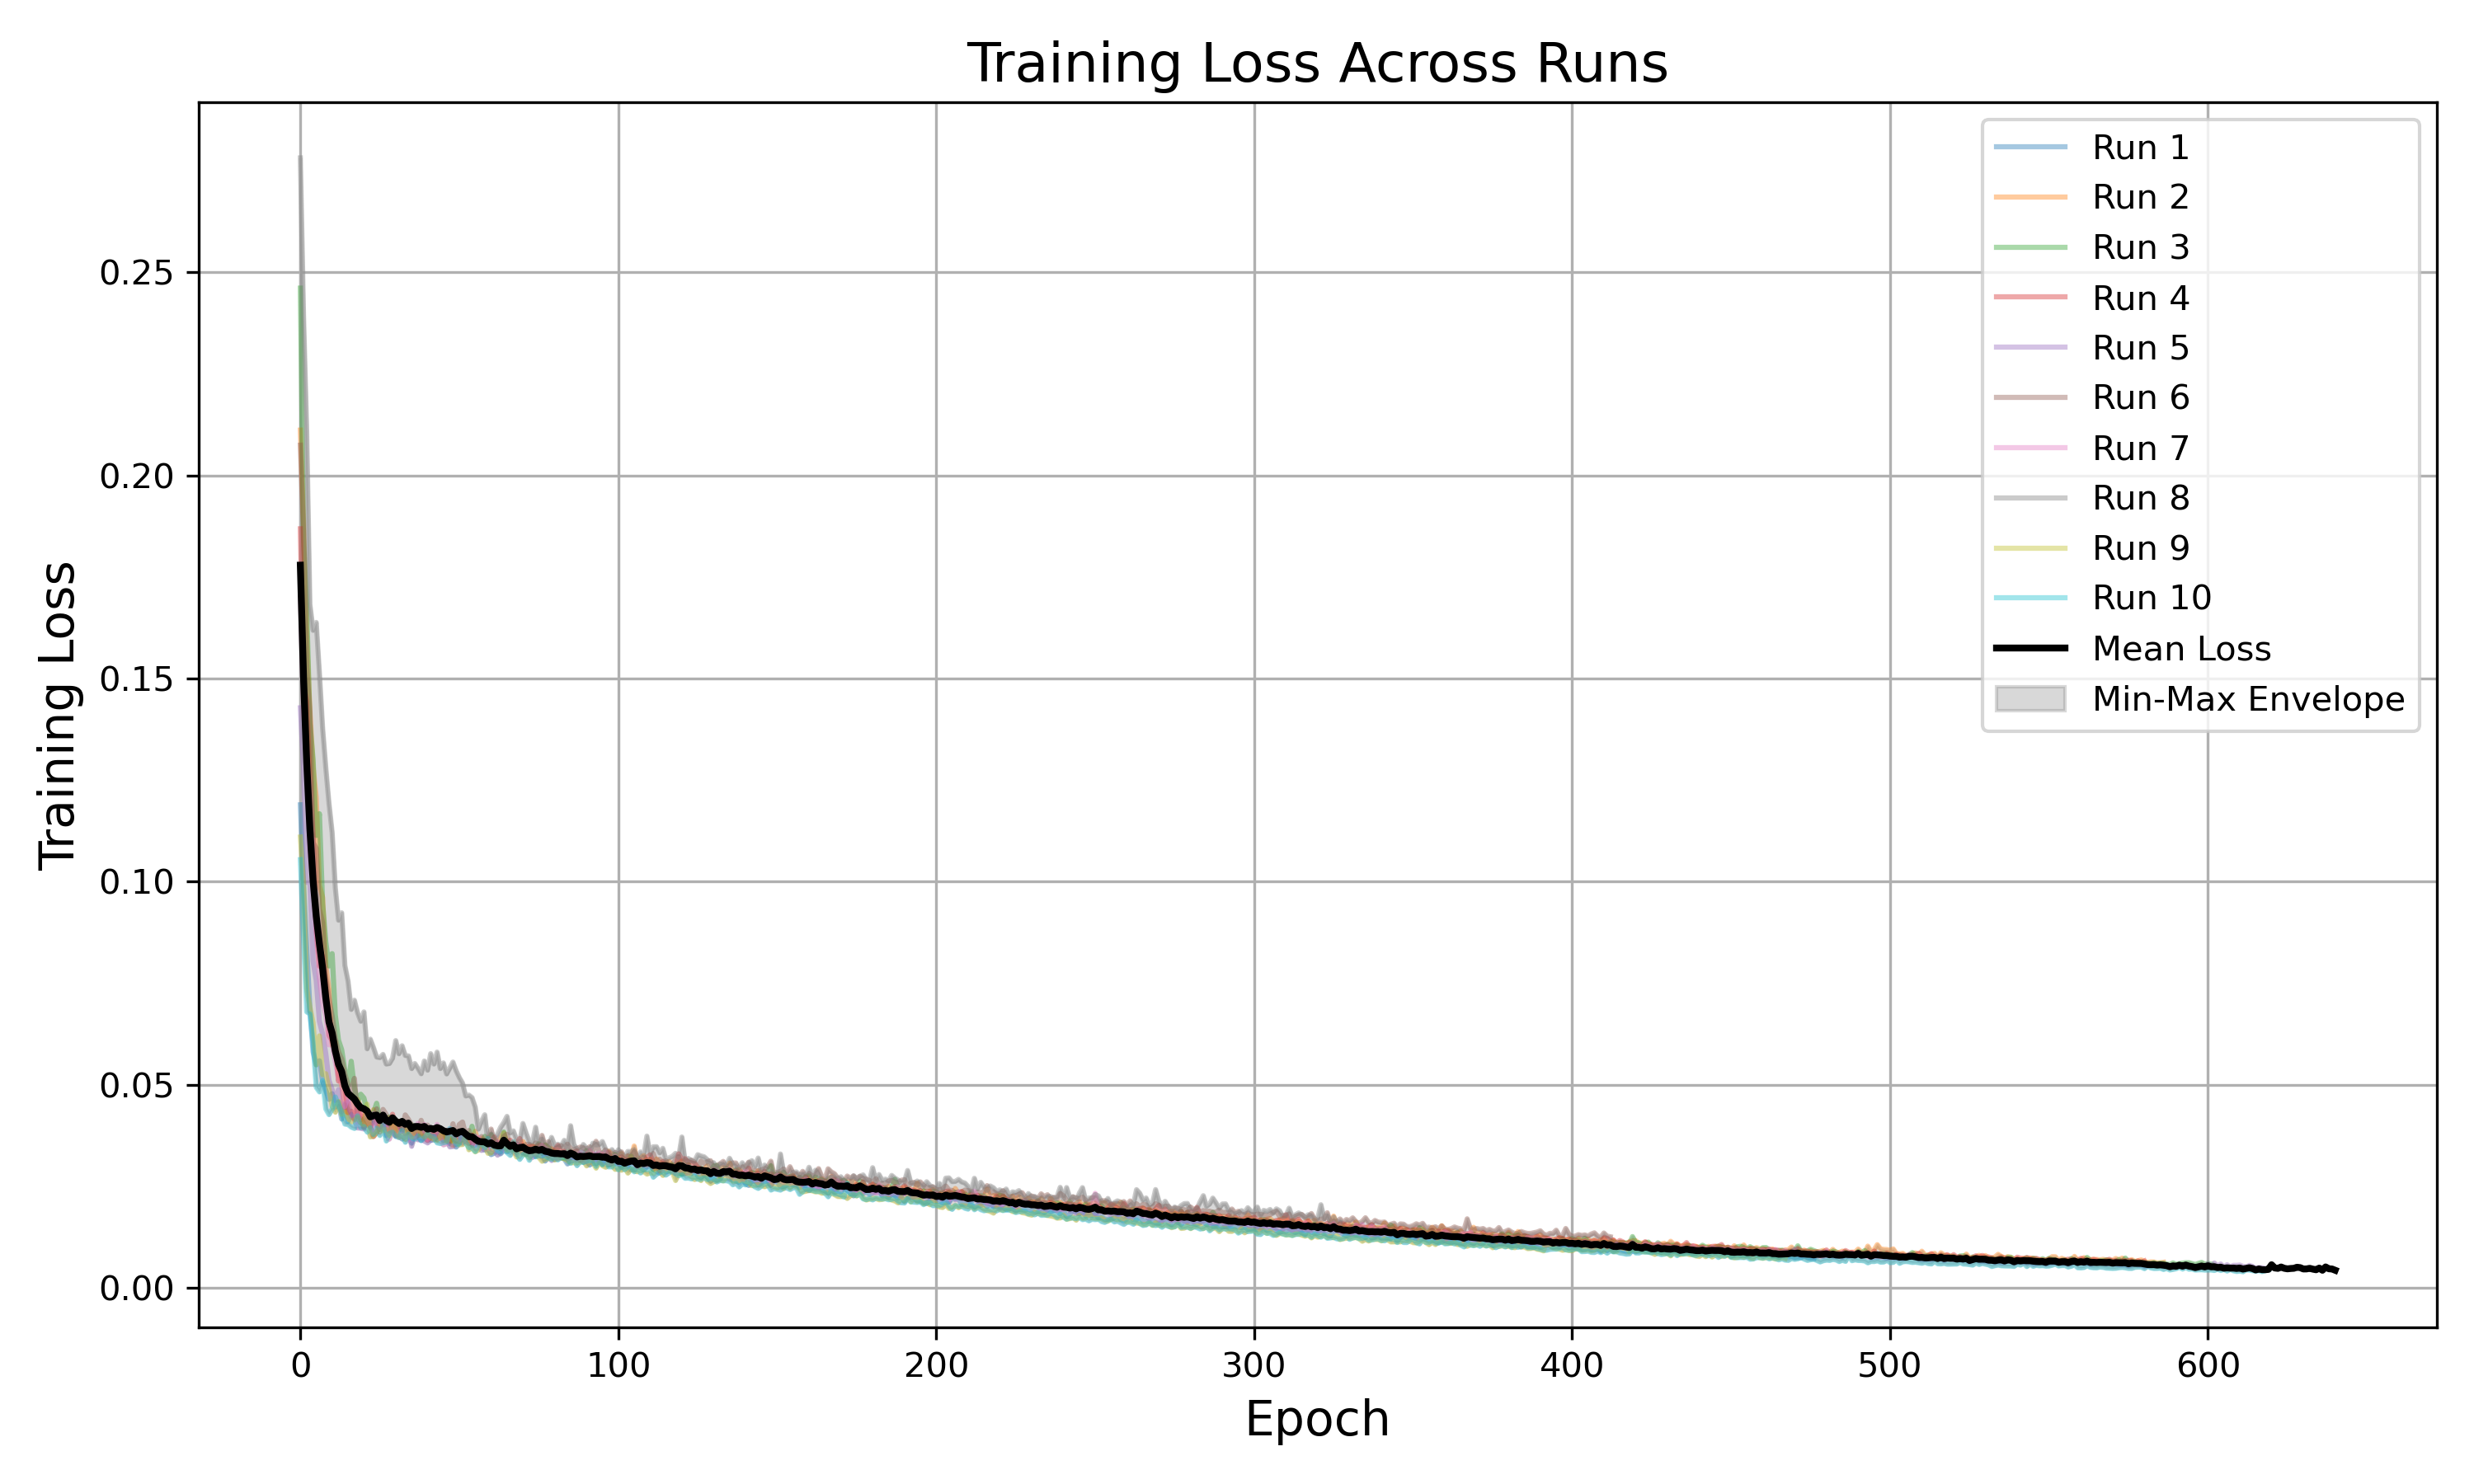 Training Loss Across Runs
Training Loss
0.25
0.20
0.15
0.10
0.05
0.00
0 100 200 300 400 500 600
Epoch
Run 1
Run 2
Run 3
Run 4
Run 5
Run 6
Run 7
Run 8
Run 9
Run 10
Mean Loss
Min-Max Envelope